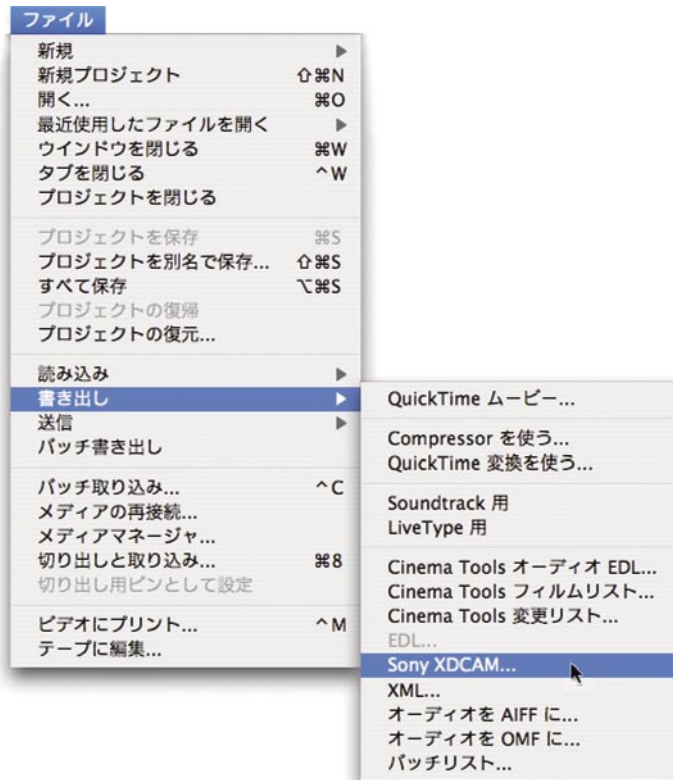 ファイル
新規
新規プロジェクト ⇧⌘N
開く... ⌘O
最近使用したファイルを開く
ウインドウを閉じる ⌘W
タブを閉じる ^W
プロジェクトを閉じる
プロジェクトを保存 ⌘S
プロジェクトを別名で保存... ⇧⌘S
すべて保存 ⌥⌘S
プロジェクトの復帰
プロジェクトの復元...
読み込み
書き出し
送信
バッチ書き出し
バッチ取り込み... ^C
メディアの再接続...
メディアマネージャ...
切り出しと取り込み... ⌘8
切り出し用ビンとして設定
ビデオにプリント... ^M
テープに編集...
QuickTime ムービー...
Compressor を使う...
QuickTime 変換を使う...
Soundtrack 用
LiveType 用
Cinema Tools オーディオ EDL...
Cinema Tools フィルムリスト...
Cinema Tools 変更リスト...
EDL...
Sony XDCAM...
XML...
オーディオを AIFF に...
オーディオを OMF に...
バッチリスト...